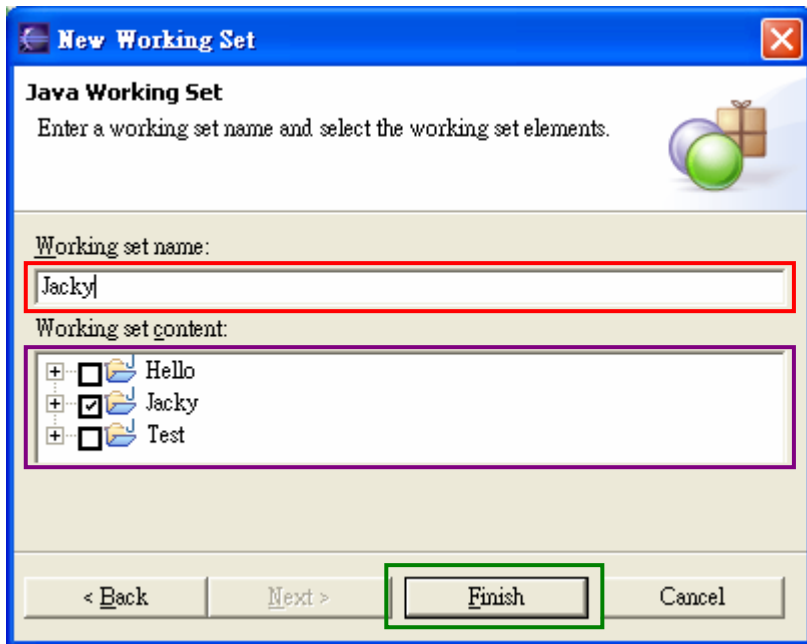 New Working Set
Java Working Set
Enter a working set name and select the working set elements.
Working set name:
Jacky
Working set content:
Hello
Jacky
Test
< Back Next > Finish Cancel